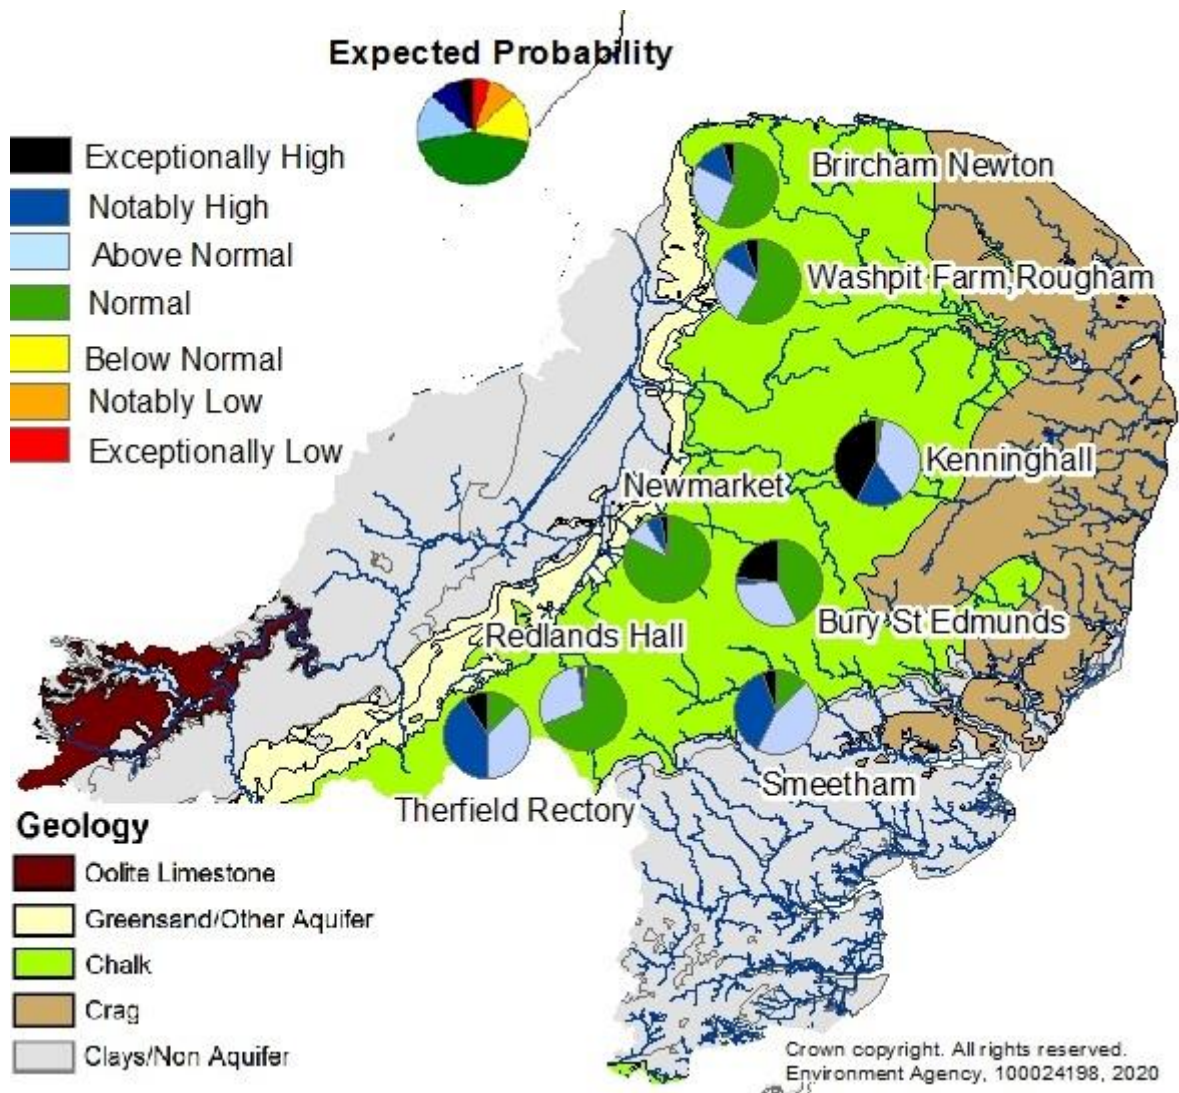 Expected Probability
Exceptionally High
Notably High
Above Normal
Normal
Below Normal
Notably Low
Exceptionally Low
Brircham Newton
Washpit Farm,Rougham
Kenninghall
Newmarket
Bury St Edmunds
Redlands Hall
Smeetham
Therfield Rectory
Geology
Oolite Limestone
Greensand/Other Aquifer
Chalk
Crag
Clays/Non Aquifer
Crown copyright. All rights reserved.
Environment Agency, 100024198, 2020